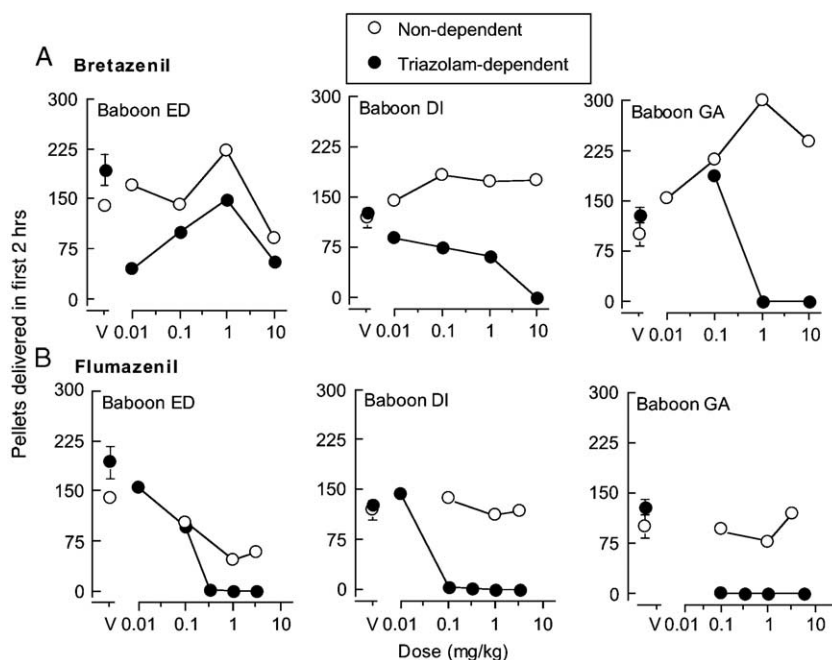 Non-dependent
Triazolam-dependent
A
Bretazenil
Baboon ED
Baboon DI
Baboon GA
300
225
150
75
0
V 0.01 0.1 1 10
300
225
150
75
0
V 0.01 0.1 1 10
300
225
150
75
0
V 0.01 0.1 1 10
Pellets delivered in first 2 hrs
B
Flumazenil
Baboon ED
Baboon DI
Baboon GA
300
225
150
75
0
V 0.01 0.1 1 10
300
225
150
75
0
V 0.01 0.1 1 10
300
225
150
75
0
V 0.01 0.1 1 10
Dose (mg/kg)